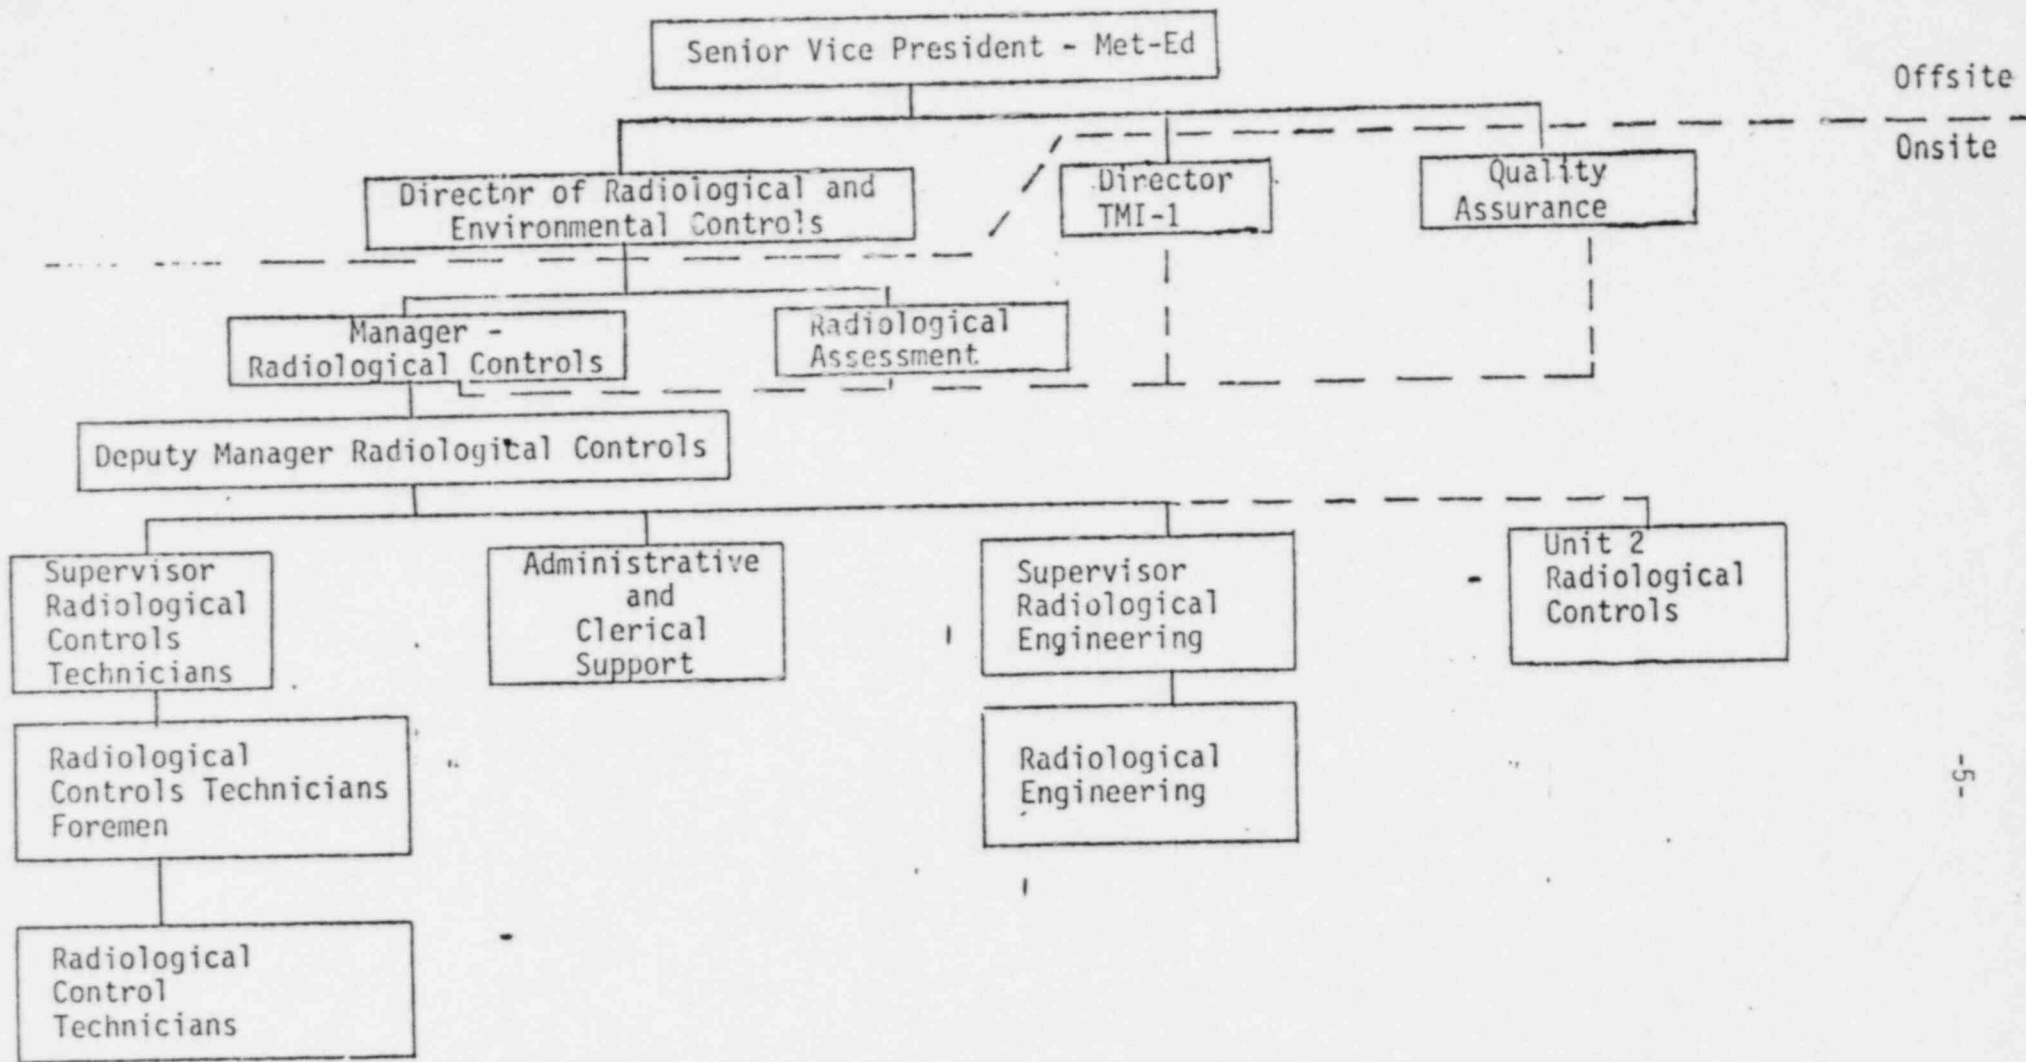 Senior Vice President - Met-Ed
Offsite
Onsite
Director of Radiological and
Environmental Controls
Director
TMI-1
Quality
Assurance
Manager -
Radiological Controls
Radiological
Assessment
Deputy Manager Radiological Controls
Supervisor
Radiological
Controls
Technicians
Administrative
and
Clerical
Support
Supervisor
Radiological
Engineering
Unit 2
Radiological
Controls
Radiological
Controls Technicians
Foremen
Radiological
Engineering
-5-
Radiological
Control
Technicians